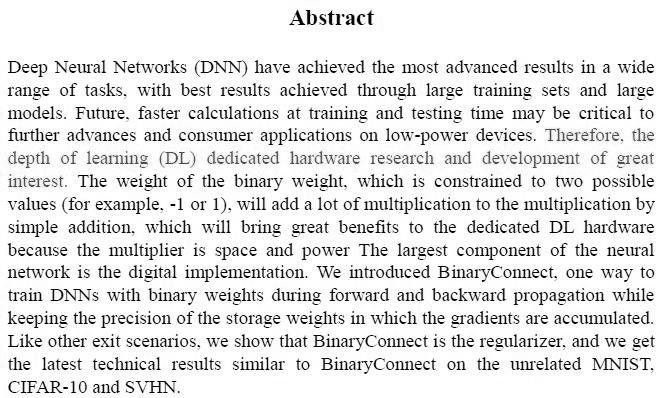 Abstract
Deep Neural Networks (DNN) have achieved the most advanced results in a wide
range of tasks, with best results achieved through large training sets and large
models. Future, faster calculations at training and testing time may be critical to
further advances and consumer applications on low-power devices. Therefore, the
depth of learning (DL) dedicated hardware research and development of great
interest. The weight of the binary weight, which is constrained to two possible
values (for example, -1 or 1), will add a lot of multiplication to the multiplication by
simple addition, which will bring great benefits to the dedicated DL hardware
because the multiplier is space and power The largest component of the neural
network is the digital implementation. We introduced BinaryConnect, one way to
train DNNs with binary weights during forward and backward propagation while
keeping the precision of the storage weights in which the gradients are accumulated.
Like other exit scenarios, we show that BinaryConnect is the regularizer, and we get
the latest technical results similar to BinaryConnect on the unrelated MNIST,
CIFAR-10 and SVHN.